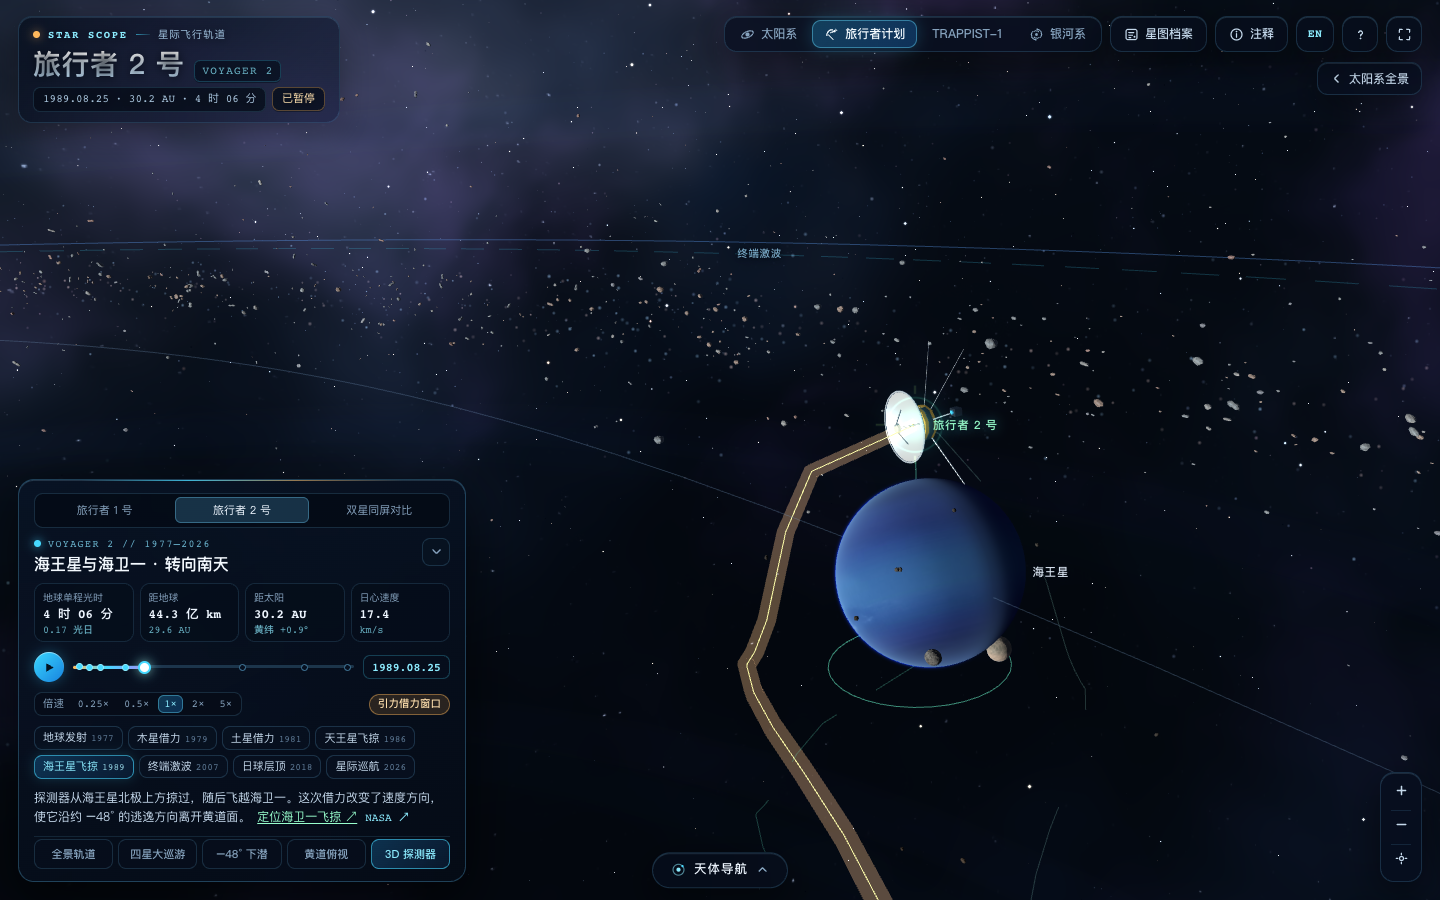 STAR SCOPE — 星际飞行轨道
旅行者 2 号 VOYAGER 2
1989.08.25 · 30.2 AU · 4 时 06 分 已暂停
太阳系 旅行者计划 TRAPPIST-1 银河系 星图档案 注释 EN ?
太阳系全景
终端激波
旅行者 2 号
海王星
旅行者 1 号 旅行者 2 号 双星同屏对比
VOYAGER 2 // 1977—2026
海王星与海卫一 · 转向南天
地球单程光时 距地球 距太阳 日心速度
4 时 06 分 44.3 亿 km 30.2 AU 17.4
0.17 光日 29.6 AU 黄纬 +0.9° km/s
1989.08.25
倍速 0.25× 0.5× 1× 2× 5× 引力借力窗口
地球发射 1977 木星借力 1979 土星借力 1981 天王星飞掠 1986
海王星飞掠 1989 终端激波 2007 日球层顶 2018 星际巡航 2026
探测器从海王星北极上方掠过，随后飞越海卫一。这次借力改变了速度方向，
使它沿约 −48° 的逃逸方向离开黄道面。 定位海卫一飞掠 ↗ NASA ↗
全景轨道 四星大巡游 −48° 下潜 黄道俯视 3D 探测器
天体导航
+
−